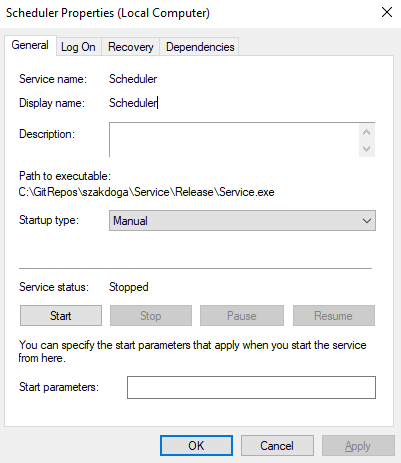 Scheduler Properties (Local Computer)
General Log On Recovery Dependencies
Service name: Scheduler
Display name: Scheduler
Description:
Path to executable:
C:\GitRepos\szakdoga\Service\Release\Service.exe
Startup type: Manual
Service status: Stopped
Start Stop Pause Resume
You can specify the start parameters that apply when you start the service
from here.
Start parameters:
OK Cancel Apply